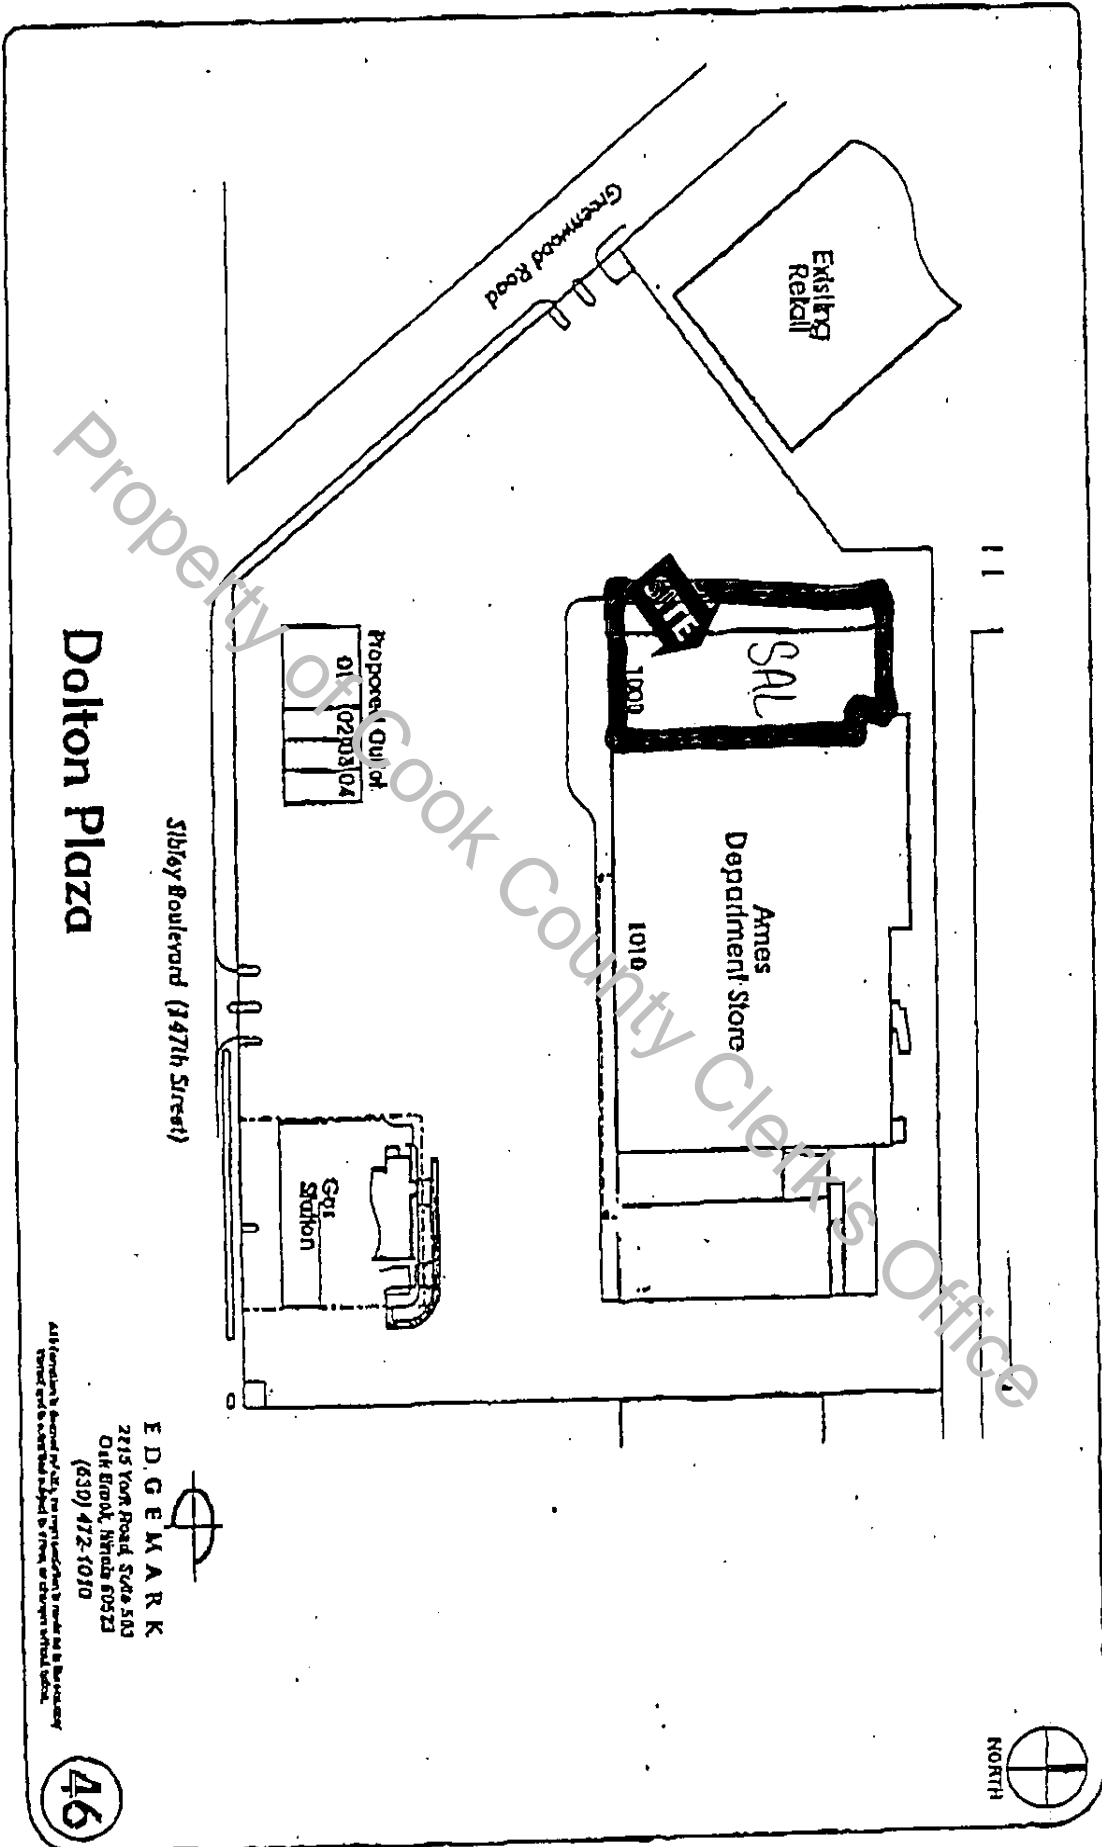 Greenwood Road
Existing
Retail
SITE
SAL
1000
Ames
Department Store
1010
Proposed Outlot
01 02 03 04
Gas
Station
Sibley Boulevard (147th Street)
Dolton Plaza
EDGEMARK
2215 York Road, Suite 503
Oak Brook, Illinois 60523
(630) 472-1010
46
NORTH
Property of Cook County Clerk's Office